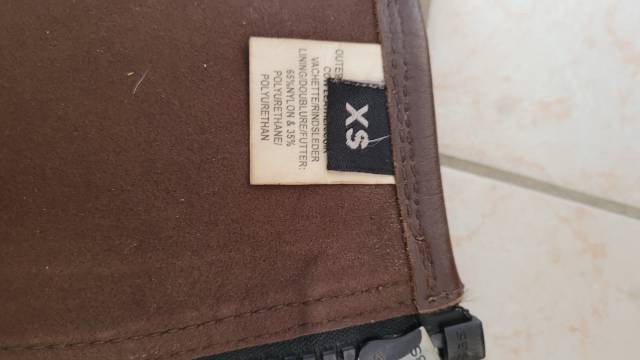 XS
VACHETTE/RINDSLEDER
LINING/DOUBLURE/FUTTER:
65%NYLON & 35%
POLYURETHANE/
POLYURETHAN